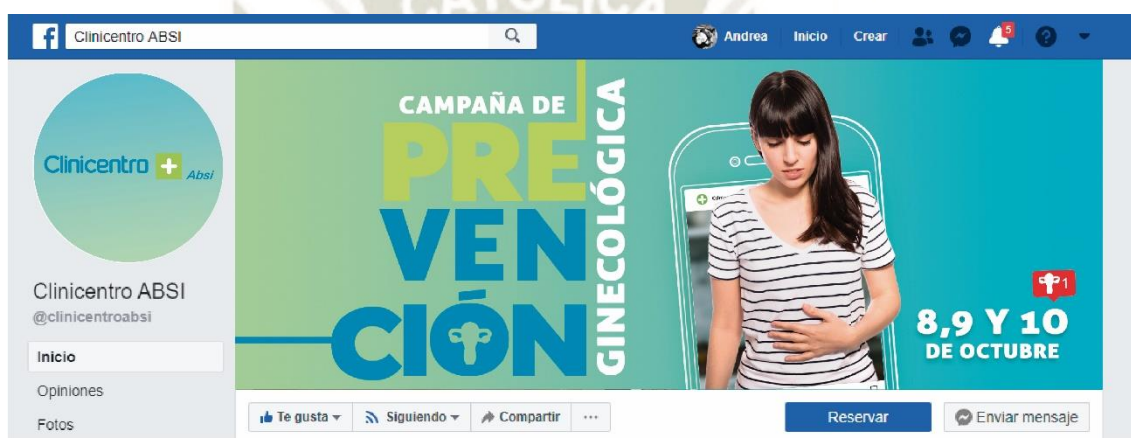 CATÓLICA
Clinicentro ABSI
Andrea Inicio Crear 5
Clinicentro + Absi
Clinicentro ABSI
@clinicentroabsi
Inicio
Opiniones
Fotos
CAMPAÑA DE
PRE
VEN
CIÓN
GINECOLÓGICA
1
8,9 Y 10
DE OCTUBRE
Te gusta Siguiendo Compartir ...
Reservar Enviar mensaje